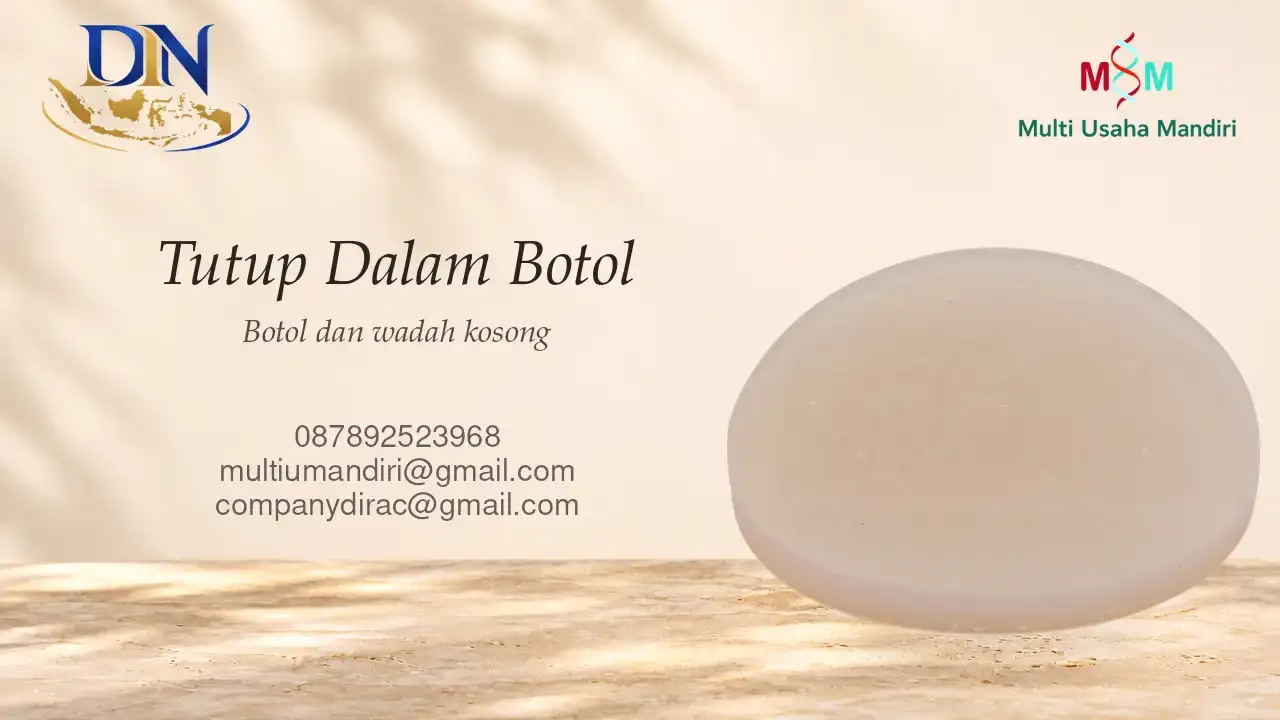 DN
MSM
Multi Usaha Mandiri
Tutup Dalam Botol
Botol dan wadah kosong
087892523968
multiumandiri@gmail.com
companydirac@gmail.com